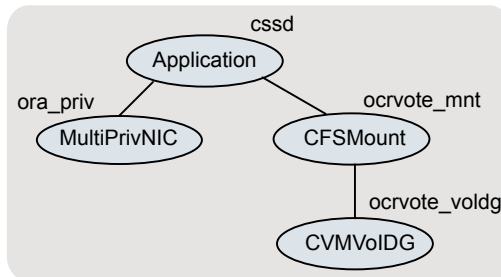 cssd
Application
ora_priv
ocrvote_mnt
MultiPrivNIC
CFSMount
ocrvote_voldg
CVMVolDG